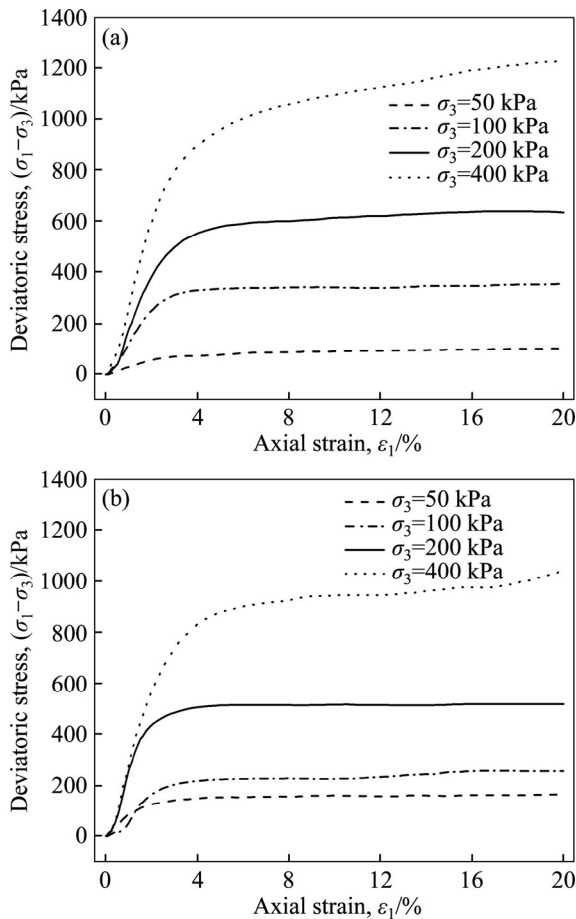 (a)
1400
1200
1000
800
600
400
200
0
Deviatoric stress, (σ₁−σ₃)/kPa
σ₃=50 kPa
σ₃=100 kPa
σ₃=200 kPa
σ₃=400 kPa
0 4 8 12 16 20
Axial strain, ε₁/%
(b)
1400
1200
1000
800
600
400
200
0
Deviatoric stress, (σ₁−σ₃)/kPa
σ₃=50 kPa
σ₃=100 kPa
σ₃=200 kPa
σ₃=400 kPa
0 4 8 12 16 20
Axial strain, ε₁/%